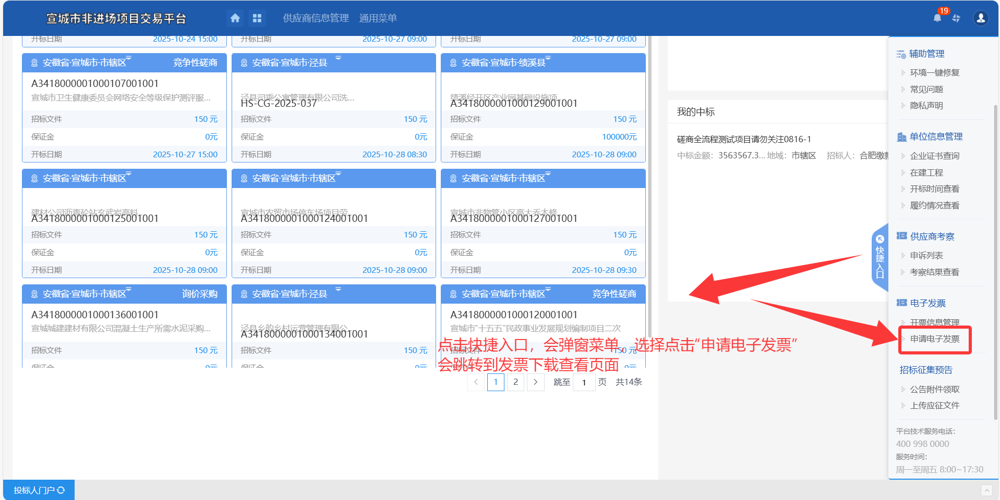 宣城市非进场项目交易平台
供应商信息管理 通用菜单
19
开标日期 2025-10-24 15:00
开标日期 2025-10-27 09:00
开标日期 2025-10-27 09:00
安徽省·宣城市·市辖区 竞争性磋商
A3418000001000107001001
宣城市卫生健康委员会网络安全等级保护测评服...
招标文件 150 元
保证金 0元
开标日期 2025-10-27 15:00
安徽省·宣城市·泾县
泾县司乘公寓管理有限公司洗...
HS-CG-2025-037
招标文件 150 元
保证金 0元
开标日期 2025-10-28 08:30
安徽省·宣城市·绩溪县
绩溪经开区产业园基础设施项...
A3418000001000129001001
招标文件 150 元
保证金 100000元
开标日期 2025-10-28 09:00
安徽省·宣城市·市辖区
建材公司沥青砼站玄武岩高料...
A3418000001000125001001
招标文件 150 元
保证金 0元
开标日期 2025-10-28 09:00
安徽省·宣城市·市辖区
宣城市农贸市场停车场项目劳...
A3418000001000124001001
招标文件 150 元
保证金 0元
开标日期 2025-10-28 09:00
安徽省·宣城市·市辖区
宣城市非物管小区高大乔木修...
A3418000001000127001001
招标文件 150 元
保证金 0元
开标日期 2025-10-28 09:30
安徽省·宣城市·市辖区 询价采购
A3418000001000136001001
宣城城建建材有限公司混凝土生产所需水泥采购...
招标文件 150 元
保证金 0元
安徽省·宣城市·泾县
泾县乡韵乡村运营管理有限公...
A3418000001000134001001
招标文件 150 元
保证金 0元
安徽省·宣城市·市辖区 竞争性磋商
A3418000001000120001001
宣城市“十五五”民政事业发展规划编制项目二次
招标文件 150 元
保证金 0元
点击快捷入口，会弹窗菜单，选择点击“申请电子发票”
会跳转到发票下载查看页面
1 2 跳至 1 页 共14条
我的中标
磋商全流程测试项目请勿关注0816-1
中标金额： 3563567.3... 地域： 市辖区 招标人： 合肥缴款
快捷入口
辅助管理
环境一键修复
常见问题
隐私声明
单位信息管理
企业证书查询
在建工程
开标时间查看
履约情况查看
供应商考察
申诉列表
考察结果查看
电子发票
开票信息管理
申请电子发票
招标征集预告
公告附件领取
上传应征文件
平台技术服务电话：
400 998 0000
服务时间：
周一至周五 8:00~17:30
投标人门户